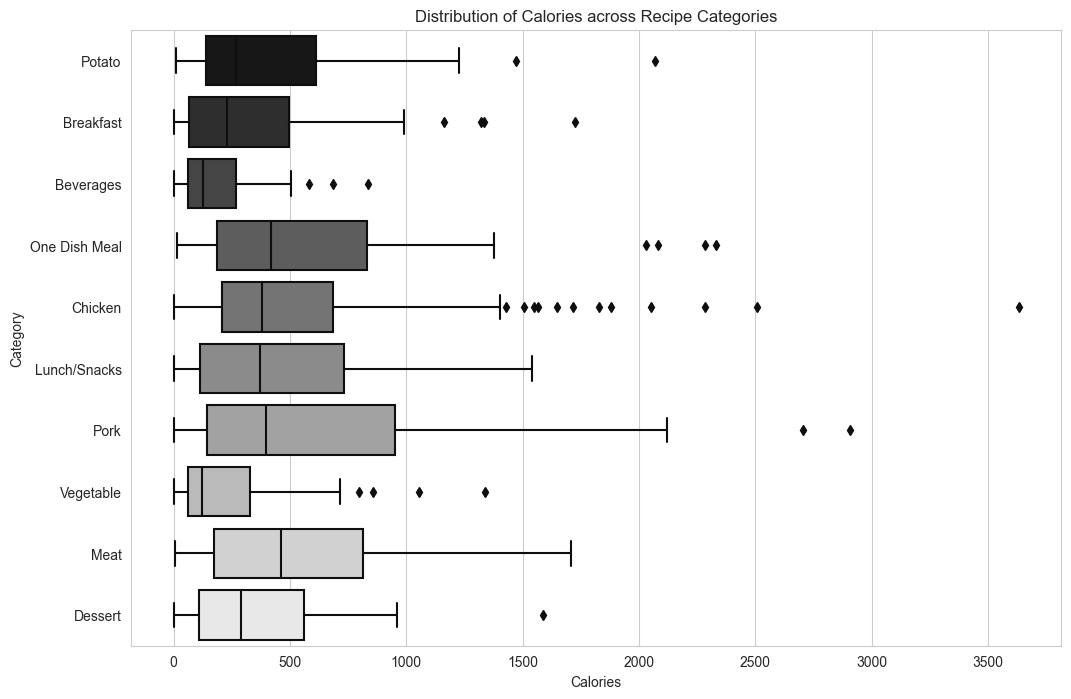 Distribution of Calories across Recipe Categories
Category
Potato
Breakfast
Beverages
One Dish Meal
Chicken
Lunch/Snacks
Pork
Vegetable
Meat
Dessert
0 500 1000 1500 2000 2500 3000 3500
Calories